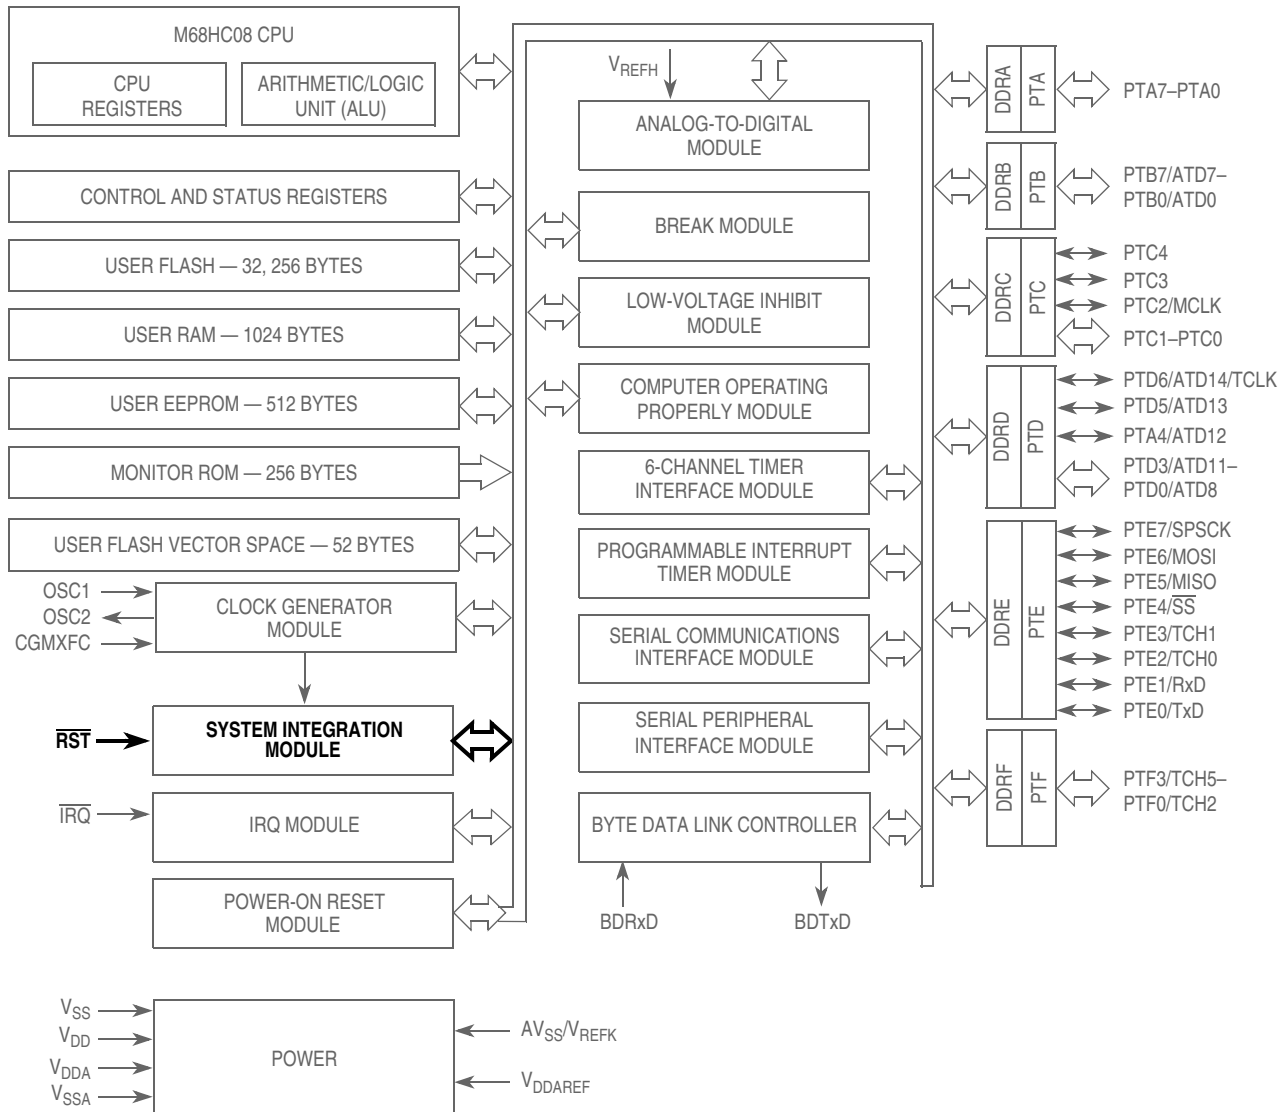 M68HC08 CPU
CPU
REGISTERS
ARITHMETIC/LOGIC
UNIT (ALU)
CONTROL AND STATUS REGISTERS
USER FLASH — 32, 256 BYTES
USER RAM — 1024 BYTES
USER EEPROM — 512 BYTES
MONITOR ROM — 256 BYTES
USER FLASH VECTOR SPACE — 52 BYTES
OSC1
OSC2
CGMXFC
CLOCK GENERATOR
MODULE
RST
SYSTEM INTEGRATION
MODULE
IRQ
IRQ MODULE
POWER-ON RESET
MODULE
VSS
VDD
VDDA
VSSA
POWER
AVSS/VREFK
VDDAREF
VREFH
ANALOG-TO-DIGITAL
MODULE
BREAK MODULE
LOW-VOLTAGE INHIBIT
MODULE
COMPUTER OPERATING
PROPERLY MODULE
6-CHANNEL TIMER
INTERFACE MODULE
PROGRAMMABLE INTERRUPT
TIMER MODULE
SERIAL COMMUNICATIONS
INTERFACE MODULE
SERIAL PERIPHERAL
INTERFACE MODULE
BYTE DATA LINK CONTROLLER
BDRxD
BDTxD
DDRA
PTA
PTA7–PTA0
DDRB
PTB
PTB7/ATD7–
PTB0/ATD0
DDRC
PTC
PTC4
PTC3
PTC2/MCLK
PTC1–PTC0
DDRD
PTD
PTD6/ATD14/TCLK
PTD5/ATD13
PTA4/ATD12
PTD3/ATD11–
PTD0/ATD8
DDRE
PTE
PTE7/SPSCK
PTE6/MOSI
PTE5/MISO
PTE4/SS
PTE3/TCH1
PTE2/TCH0
PTE1/RxD
PTE0/TxD
DDRF
PTF
PTF3/TCH5–
PTF0/TCH2